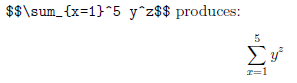 $$\sum_{x=1}^5 y^z$$ produces:
5
∑ y^z
x=1